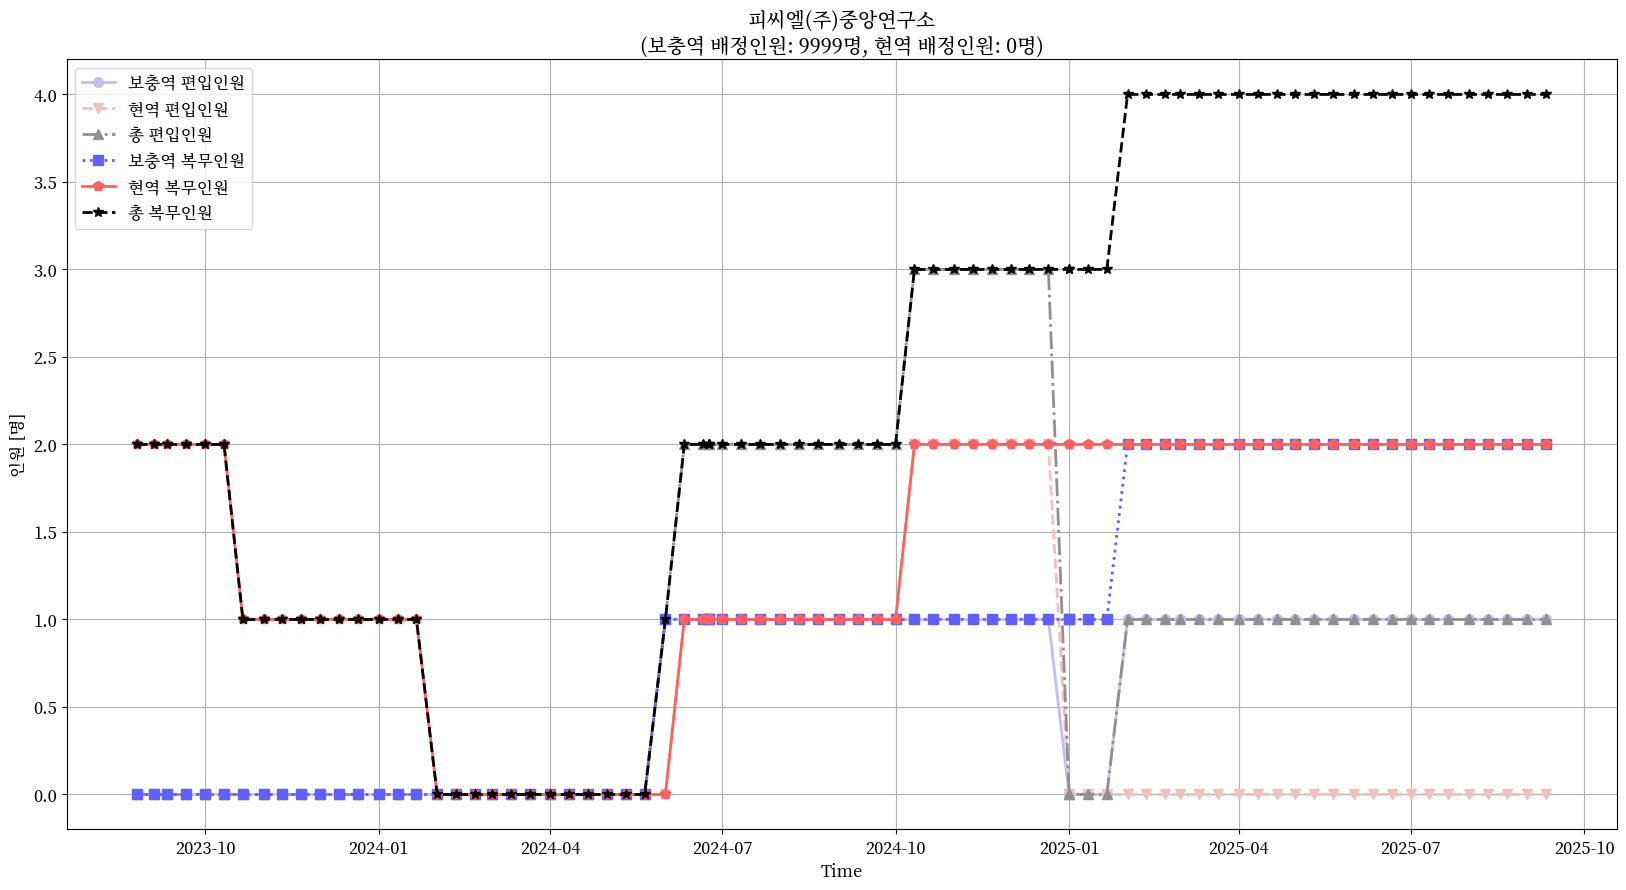 피씨엘(주)중앙연구소
(보충역 배정인원: 9999명, 현역 배정인원: 0명)
보충역 편입인원
현역 편입인원
총 편입인원
보충역 복무인원
현역 복무인원
총 복무인원
4.0
3.5
3.0
2.5
2.0
1.5
1.0
0.5
0.0
인원 [명]
2023-10 2024-01 2024-04 2024-07 2024-10 2025-01 2025-04 2025-07 2025-10
Time